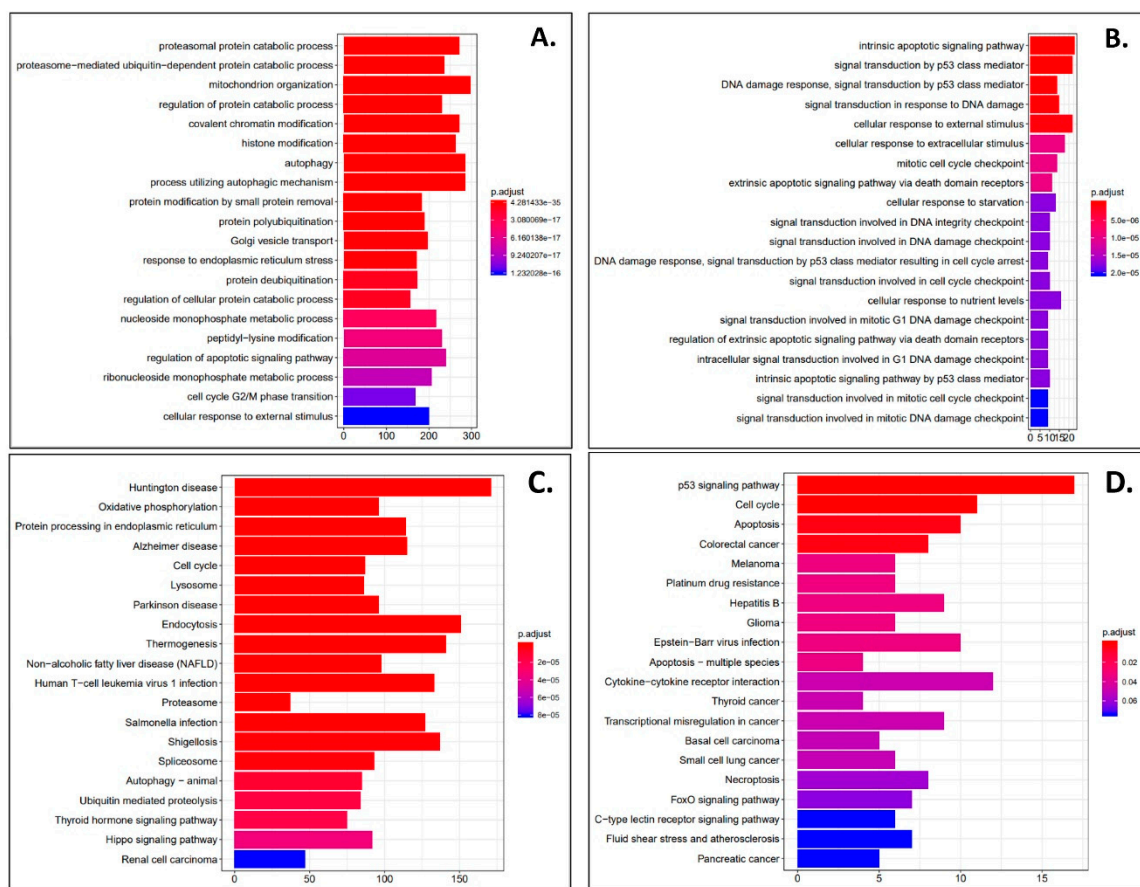 A.
proteasomal protein catabolic process
proteasome−mediated ubiquitin−dependent protein catabolic process
mitochondrion organization
regulation of protein catabolic process
covalent chromatin modification
histone modification
autophagy
process utilizing autophagic mechanism
protein modification by small protein removal
protein polyubiquitination
Golgi vesicle transport
response to endoplasmic reticulum stress
protein deubiquitination
regulation of cellular protein catabolic process
nucleoside monophosphate metabolic process
peptidyl−lysine modification
regulation of apoptotic signaling pathway
ribonucleoside monophosphate metabolic process
cell cycle G2/M phase transition
cellular response to external stimulus
0 100 200 300
p.adjust
4.281433e−35
3.080069e−17
6.160138e−17
9.240207e−17
1.232028e−16
B.
intrinsic apoptotic signaling pathway
signal transduction by p53 class mediator
DNA damage response, signal transduction by p53 class mediator
signal transduction in response to DNA damage
cellular response to external stimulus
cellular response to extracellular stimulus
mitotic cell cycle checkpoint
extrinsic apoptotic signaling pathway via death domain receptors
cellular response to starvation
signal transduction involved in DNA integrity checkpoint
signal transduction involved in DNA damage checkpoint
DNA damage response, signal transduction by p53 class mediator resulting in cell cycle arrest
signal transduction involved in cell cycle checkpoint
cellular response to nutrient levels
signal transduction involved in mitotic G1 DNA damage checkpoint
regulation of extrinsic apoptotic signaling pathway via death domain receptors
intracellular signal transduction involved in G1 DNA damage checkpoint
intrinsic apoptotic signaling pathway by p53 class mediator
signal transduction involved in mitotic cell cycle checkpoint
signal transduction involved in mitotic DNA damage checkpoint
0 5 10 15 20
p.adjust
5.0e−06
1.0e−05
1.5e−05
2.0e−05
C.
Huntington disease
Oxidative phosphorylation
Protein processing in endoplasmic reticulum
Alzheimer disease
Cell cycle
Lysosome
Parkinson disease
Endocytosis
Thermogenesis
Non−alcoholic fatty liver disease (NAFLD)
Human T−cell leukemia virus 1 infection
Proteasome
Salmonella infection
Shigellosis
Spliceosome
Autophagy − animal
Ubiquitin mediated proteolysis
Thyroid hormone signaling pathway
Hippo signaling pathway
Renal cell carcinoma
0 50 100 150
p.adjust
2e−05
4e−05
6e−05
8e−05
D.
p53 signaling pathway
Cell cycle
Apoptosis
Colorectal cancer
Melanoma
Platinum drug resistance
Hepatitis B
Glioma
Epstein−Barr virus infection
Apoptosis − multiple species
Cytokine−cytokine receptor interaction
Thyroid cancer
Transcriptional misregulation in cancer
Basal cell carcinoma
Small cell lung cancer
Necroptosis
FoxO signaling pathway
C−type lectin receptor signaling pathway
Fluid shear stress and atherosclerosis
Pancreatic cancer
0 5 10 15
p.adjust
0.02
0.04
0.06